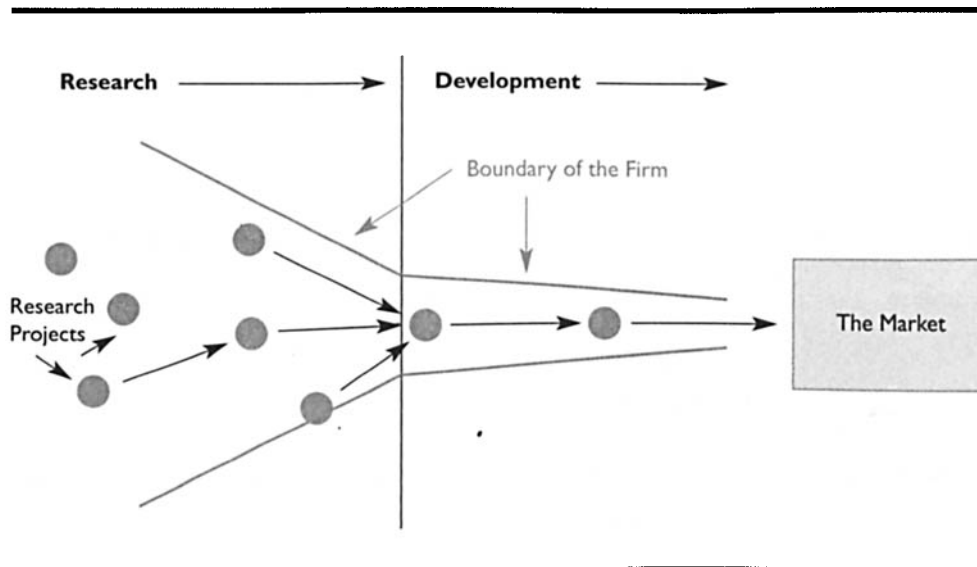 Research
Development
Boundary of the Firm
Research
Projects
The Market